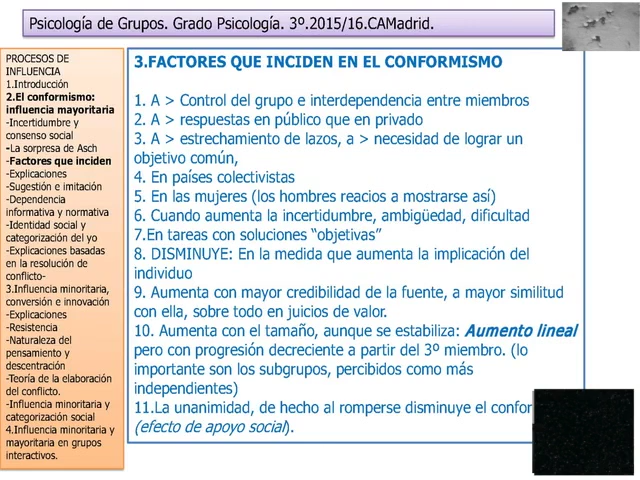 Psicología de Grupos. Grado Psicología. 3º.2015/16.CAMadrid.
PROCESOS DE
INFLUENCIA
1.Introducción
2.El conformismo:
influencia mayoritaria
-Incertidumbre y
consenso social
-La sorpresa de Asch
-Factores que inciden
-Explicaciones
-Sugestión e imitación
-Dependencia
informativa y normativa
-Identidad social y
categorización del yo
-Explicaciones basadas
en la resolución de
conflicto-
3.Influencia minoritaria,
conversión e innovación
-Explicaciones
-Resistencia
-Naturaleza del
pensamiento y
descentración
-Teoría de la elaboración
del conflicto.
-Influencia minoritaria y
categorización social
4.Influencia minoritaria y
mayoritaria en grupos
interactivos.
3.FACTORES QUE INCIDEN EN EL CONFORMISMO
1. A > Control del grupo e interdependencia entre miembros
2. A > respuestas en público que en privado
3. A > estrechamiento de lazos, a > necesidad de lograr un
objetivo común,
4. En países colectivistas
5. En las mujeres (los hombres reacios a mostrarse así)
6. Cuando aumenta la incertidumbre, ambigüedad, dificultad
7.En tareas con soluciones “objetivas”
8. DISMINUYE: En la medida que aumenta la implicación del
individuo
9. Aumenta con mayor credibilidad de la fuente, a mayor similitud
con ella, sobre todo en juicios de valor.
10. Aumenta con el tamaño, aunque se estabiliza: Aumento lineal
pero con progresión decreciente a partir del 3º miembro. (lo
importante son los subgrupos, percibidos como más
independientes)
11.La unanimidad, de hecho al romperse disminuye el confor
(efecto de apoyo social).